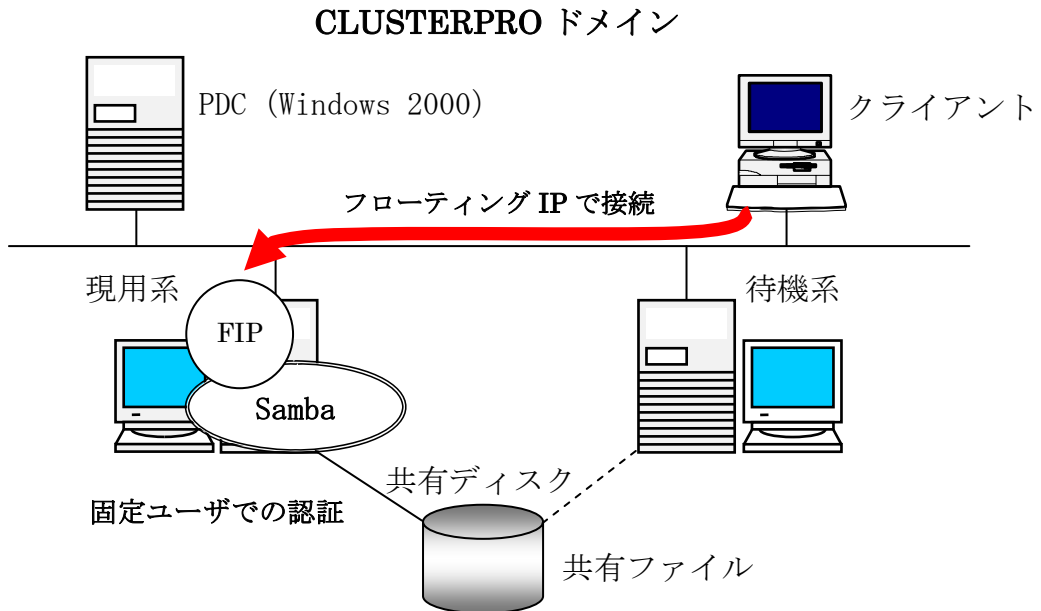 CLUSTERPRO ドメイン
PDC (Windows 2000)
クライアント
フローティング IP で接続
現用系
待機系
FIP
Samba
共有ディスク
固定ユーザでの認証
共有ファイル